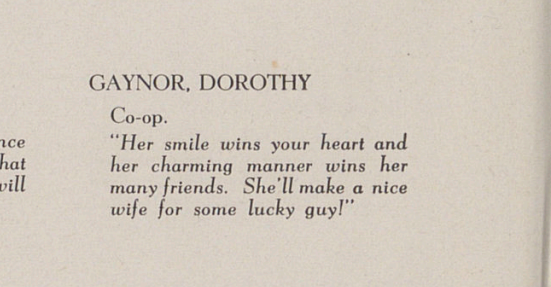 GAYNOR, DOROTHY
Co-op.
"Her smile wins your heart and
her charming manner wins her
many friends. She'll make a nice
wife for some lucky guy!"